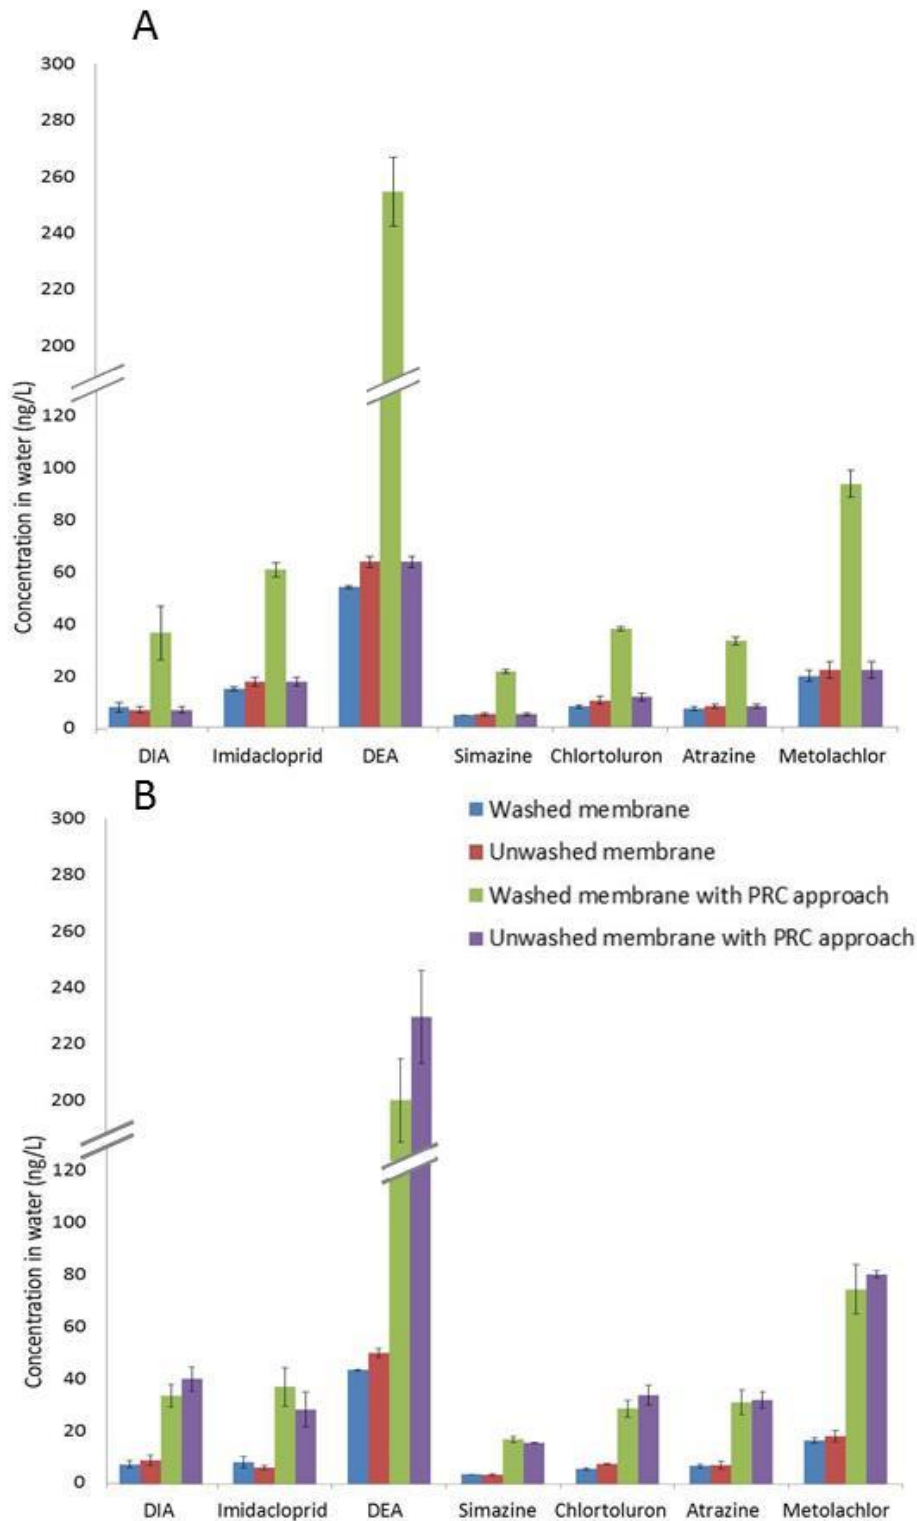 A
300
280
260
240
220
200
120
100
80
60
40
20
0
Concentration in water (ng/L)
DIA Imidacloprid DEA Simazine Chlortoluron Atrazine Metolachlor
B
Washed membrane
Unwashed membrane
Washed membrane with PRC approach
Unwashed membrane with PRC approach
300
280
260
240
220
200
120
100
80
60
40
20
0
Concentration in water (ng/L)
DIA Imidacloprid DEA Simazine Chlortoluron Atrazine Metolachlor